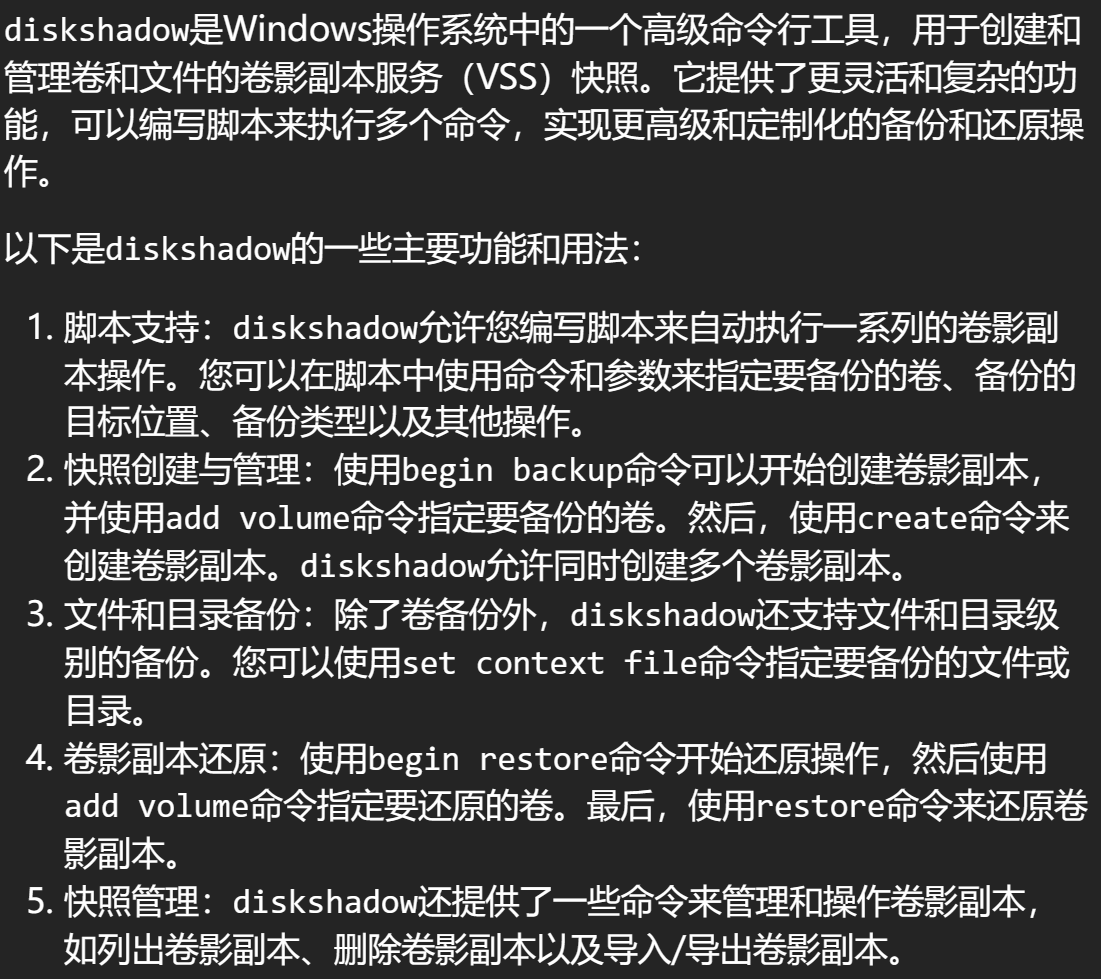 diskshadow是Windows操作系统中的一个高级命令行工具，用于创建和
管理卷和文件的卷影副本服务（VSS）快照。它提供了更灵活和复杂的功
能，可以编写脚本来执行多个命令，实现更高级和定制化的备份和还原操
作。
以下是diskshadow的一些主要功能和用法：
1. 脚本支持：diskshadow允许您编写脚本来自动执行一系列的卷影副
本操作。您可以在脚本中使用命令和参数来指定要备份的卷、备份的
目标位置、备份类型以及其他操作。
2. 快照创建与管理：使用begin backup命令可以开始创建卷影副本，
并使用add volume命令指定要备份的卷。然后，使用create命令来
创建卷影副本。diskshadow允许同时创建多个卷影副本。
3. 文件和目录备份：除了卷备份外，diskshadow还支持文件和目录级
别的备份。您可以使用set context file命令指定要备份的文件或
目录。
4. 卷影副本还原：使用begin restore命令开始还原操作，然后使用
add volume命令指定要还原的卷。最后，使用restore命令来还原卷
影副本。
5. 快照管理：diskshadow还提供了一些命令来管理和操作卷影副本，
如列出卷影副本、删除卷影副本以及导入/导出卷影副本。